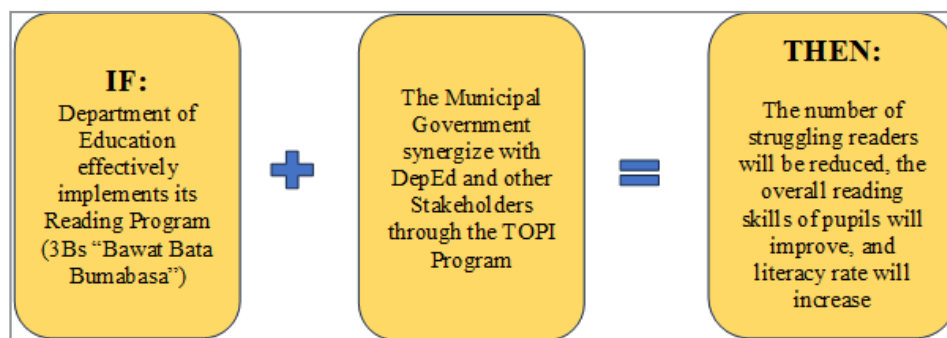 IF:
Department of
Education
effectively
implements its
Reading Program
(3Bs “Bawat Bata
Bumabasa”)
The Municipal
Government
synergize with
DepEd and other
Stakeholders
through the TOPI
Program
THEN:
The number of
struggling readers
will be reduced, the
overall reading
skills of pupils will
improve, and
literacy rate will
increase